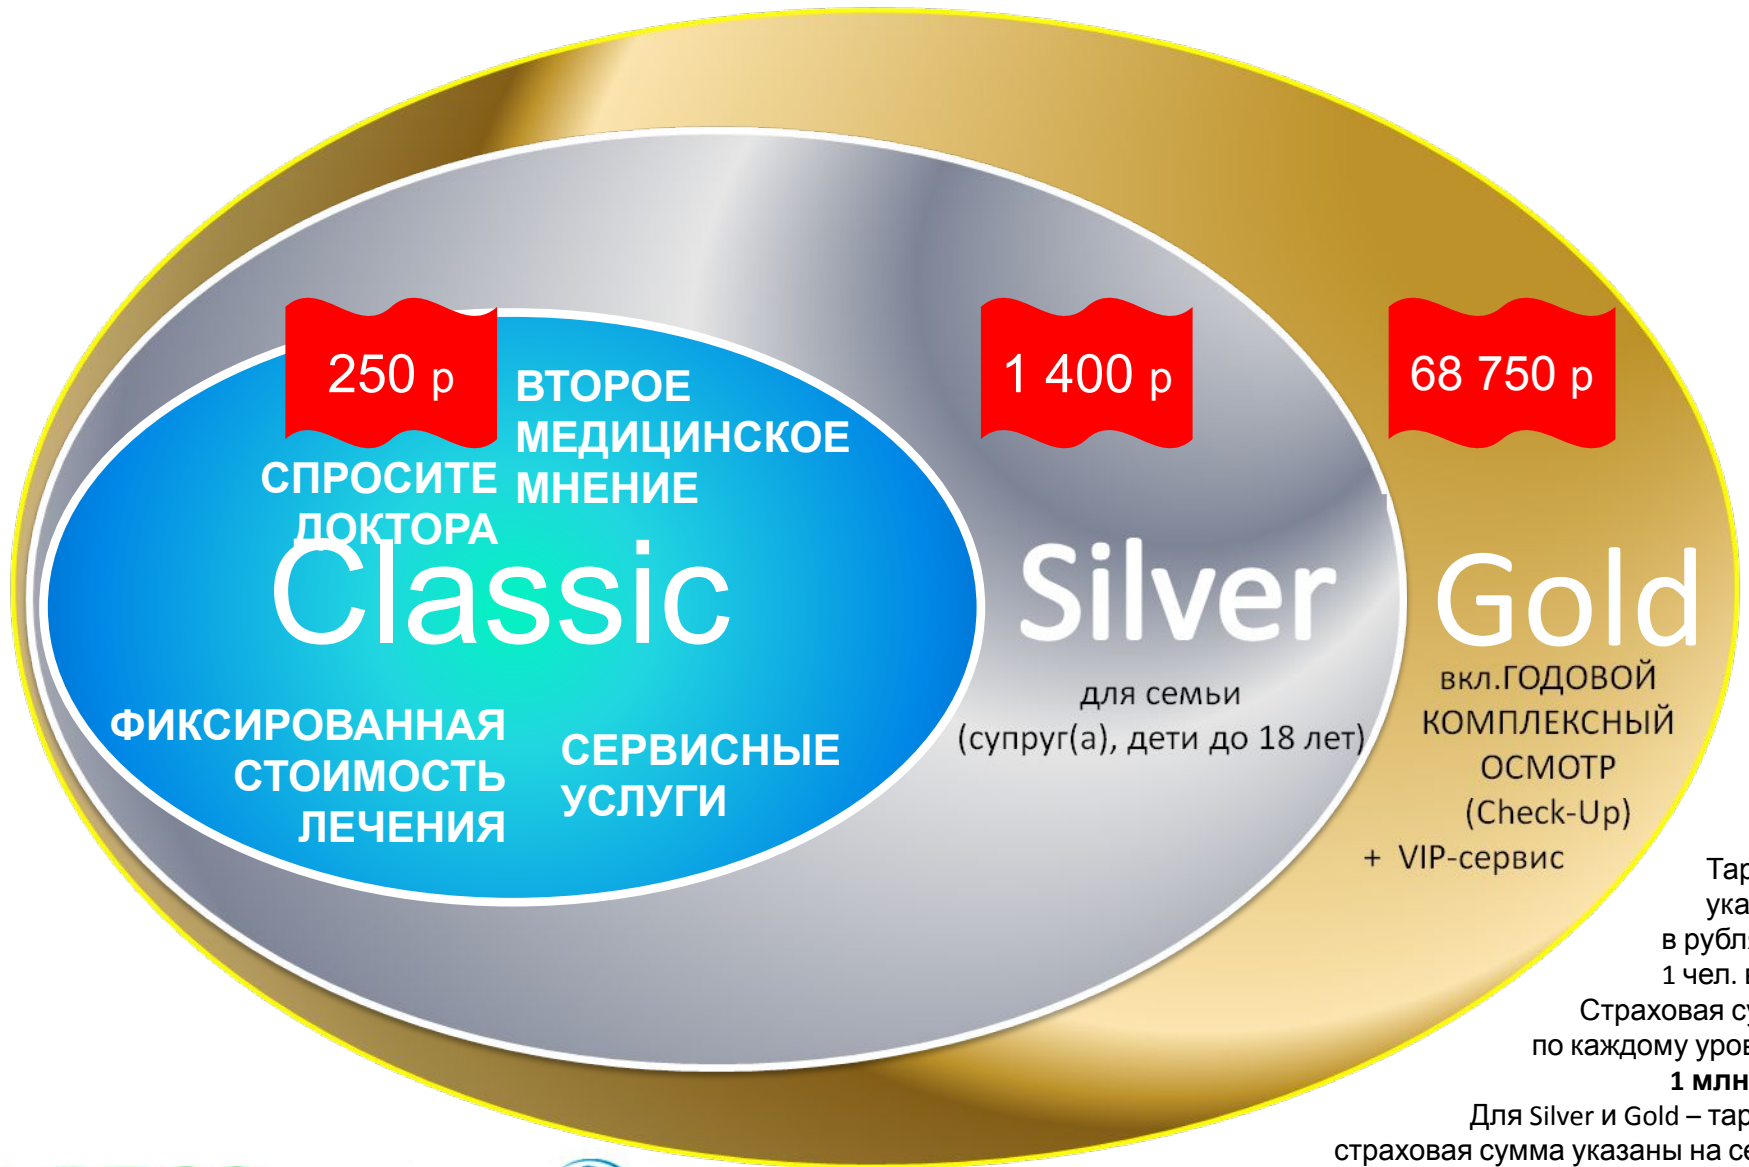 250 р
ВТОРОЕ
МЕДИЦИНСКОЕ
МНЕНИЕ
СПРОСИТЕ
ДОКТОРА
Classic
ФИКСИРОВАННАЯ
СТОИМОСТЬ
ЛЕЧЕНИЯ
СЕРВИСНЫЕ
УСЛУГИ
1 400 р
Silver
для семьи
(супруг(а), дети до 18 лет)
68 750 р
Gold
вкл.ГОДОВОЙ
КОМПЛЕКСНЫЙ
ОСМОТР
(Check-Up)
+ VIP-сервис
в
1 чел.
Страховая
по каждому
1 млн
Для Silver и Gold –
страховая сумма указаны на